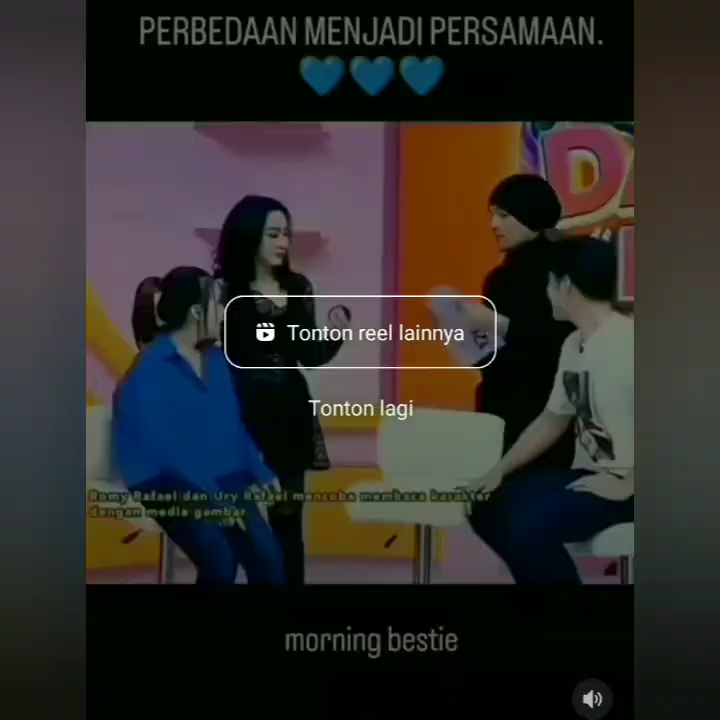 PERBEDAAN MENJADI PERSAMAAN.
Tonton reel lainnya
Tonton lagi
Romy Rafael dan Ury Rafael mencoba membaca karakter
dengan media gambar
morning bestie